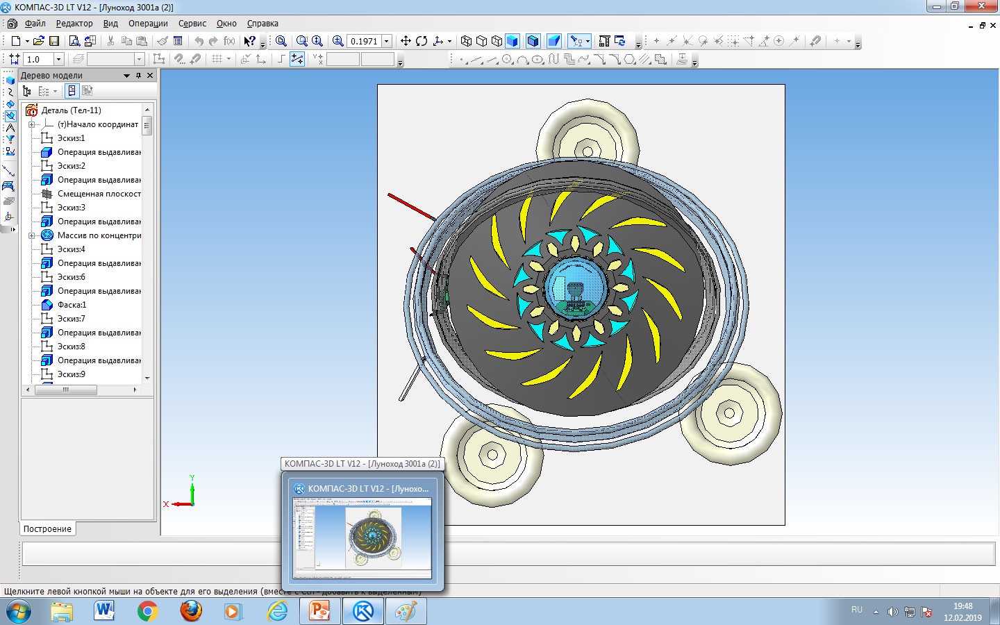 КОМПАС-3D LT V12 - [Луноход 3001a (2)]
Файл Редактор Вид Операции Сервис Окно Справка
0.1971
f(x)
1.0
Дерево модели
Деталь (Тел-11)
(т)Начало координат
Эскиз:1
Операция выдавливан
Эскиз:2
Операция выдавливан
Смещенная плоскост
Эскиз:3
Операция выдавливан
Массив по концентри
Эскиз:4
Операция выдавливан
Эскиз:6
Операция выдавливан
Фаска:1
Эскиз:7
Операция выдавливан
Эскиз:8
Операция выдавливан
Эскиз:9
Y
X
Построение
КОМПАС-3D LT V12 - [Луноход 3001a (2)]
КОМПАС-3D LT V12 - [Лунохо...
Щелкните левой кнопкой мыши на объекте для его выделения (вместе с Ctrl - добавить к выделенным)
RU
19:48
12.02.2019